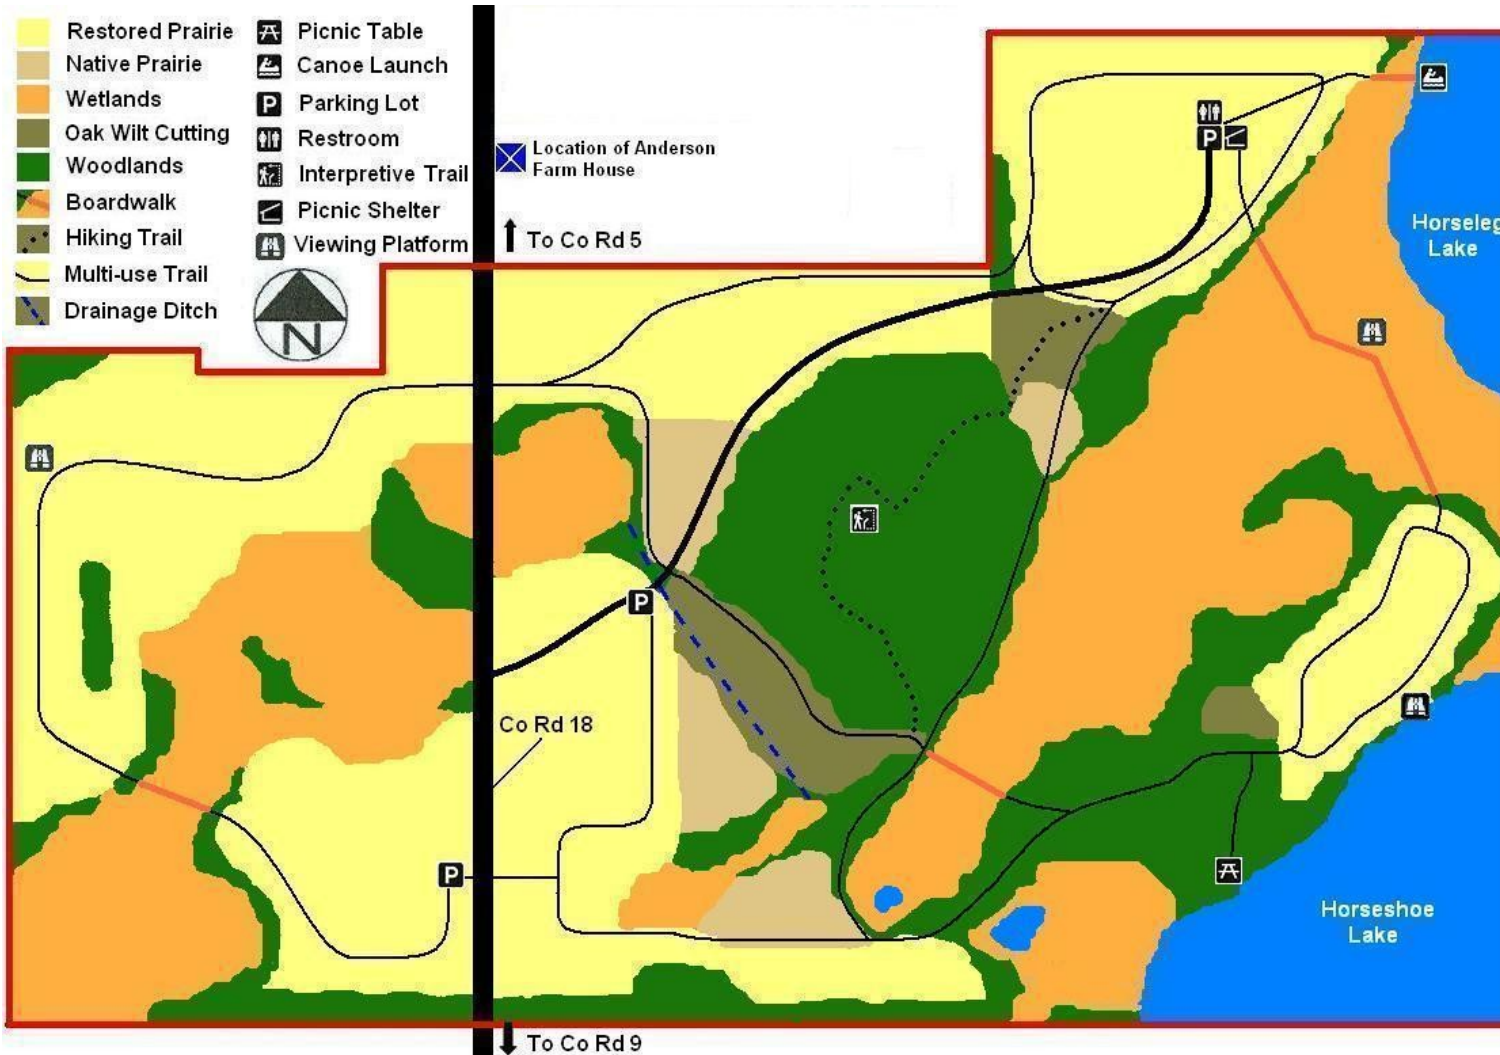 Restored Prairie
Native Prairie
Wetlands
Oak Wilt Cutting
Woodlands
Boardwalk
Hiking Trail
Multi-use Trail
Drainage Ditch
Picnic Table
Canoe Launch
P Parking Lot
Restroom
Interpretive Trail
Picnic Shelter
Viewing Platform
N
Location of Anderson
Farm House
To Co Rd 5
P
Horseleg
Lake
P
Co Rd 18
P
Horseshoe
Lake
To Co Rd 9